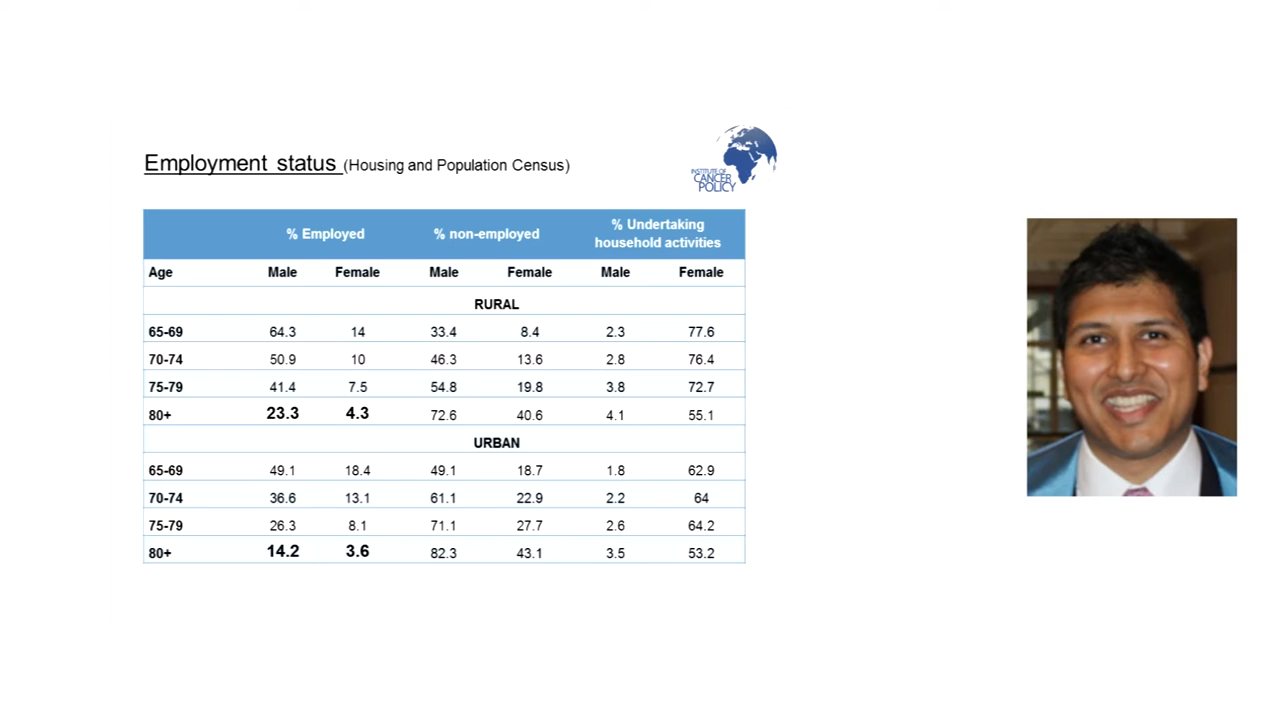 Employment status (Housing and Population Census)
INSTITUTE OF
CANCER
POLICY
% Employed % non-employed % Undertaking household activities
Age Male Female Male Female Male Female
RURAL
65-69 64.3 14 33.4 8.4 2.3 77.6
70-74 50.9 10 46.3 13.6 2.8 76.4
75-79 41.4 7.5 54.8 19.8 3.8 72.7
80+ 23.3 4.3 72.6 40.6 4.1 55.1
URBAN
65-69 49.1 18.4 49.1 18.7 1.8 62.9
70-74 36.6 13.1 61.1 22.9 2.2 64
75-79 26.3 8.1 71.1 27.7 2.6 64.2
80+ 14.2 3.6 82.3 43.1 3.5 53.2